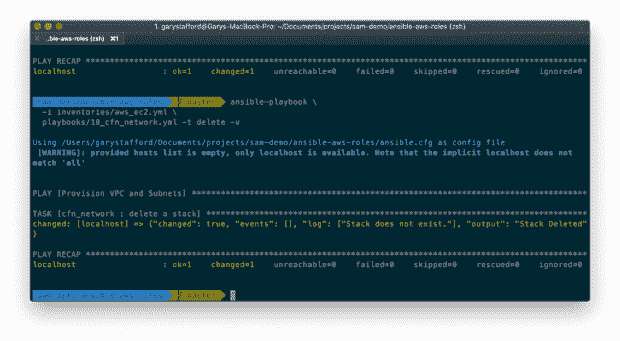 1. garystafford@Garys-MacBook-Pro: ~/Documents/projects/sam-demo/ansible-aws-roles (zsh)
..ble-aws-roles (zsh) ⌘1
PLAY RECAP *********************************************************************
localhost : ok=1 changed=1 unreachable=0 failed=0 skipped=0 rescued=0 ignored=0
master ansible-playbook \
-i inventories/aws_ec2.yml \
playbooks/10_cfn_network.yml -t delete -v
Using /Users/garystafford/Documents/projects/sam-demo/ansible-aws-roles/ansible.cfg as config file
[WARNING]: provided hosts list is empty, only localhost is available. Note that the implicit localhost does not
match 'all'
PLAY [Provision VPC and Subnets] *********************************************************************
TASK [cfn_network : delete a stack] *********************************************************************
changed: [localhost] => {"changed": true, "events": [], "log": ["Stack does not exist."], "output": "Stack Deleted"
}
PLAY RECAP *********************************************************************
localhost : ok=1 changed=1 unreachable=0 failed=0 skipped=0 rescued=0 ignored=0
master